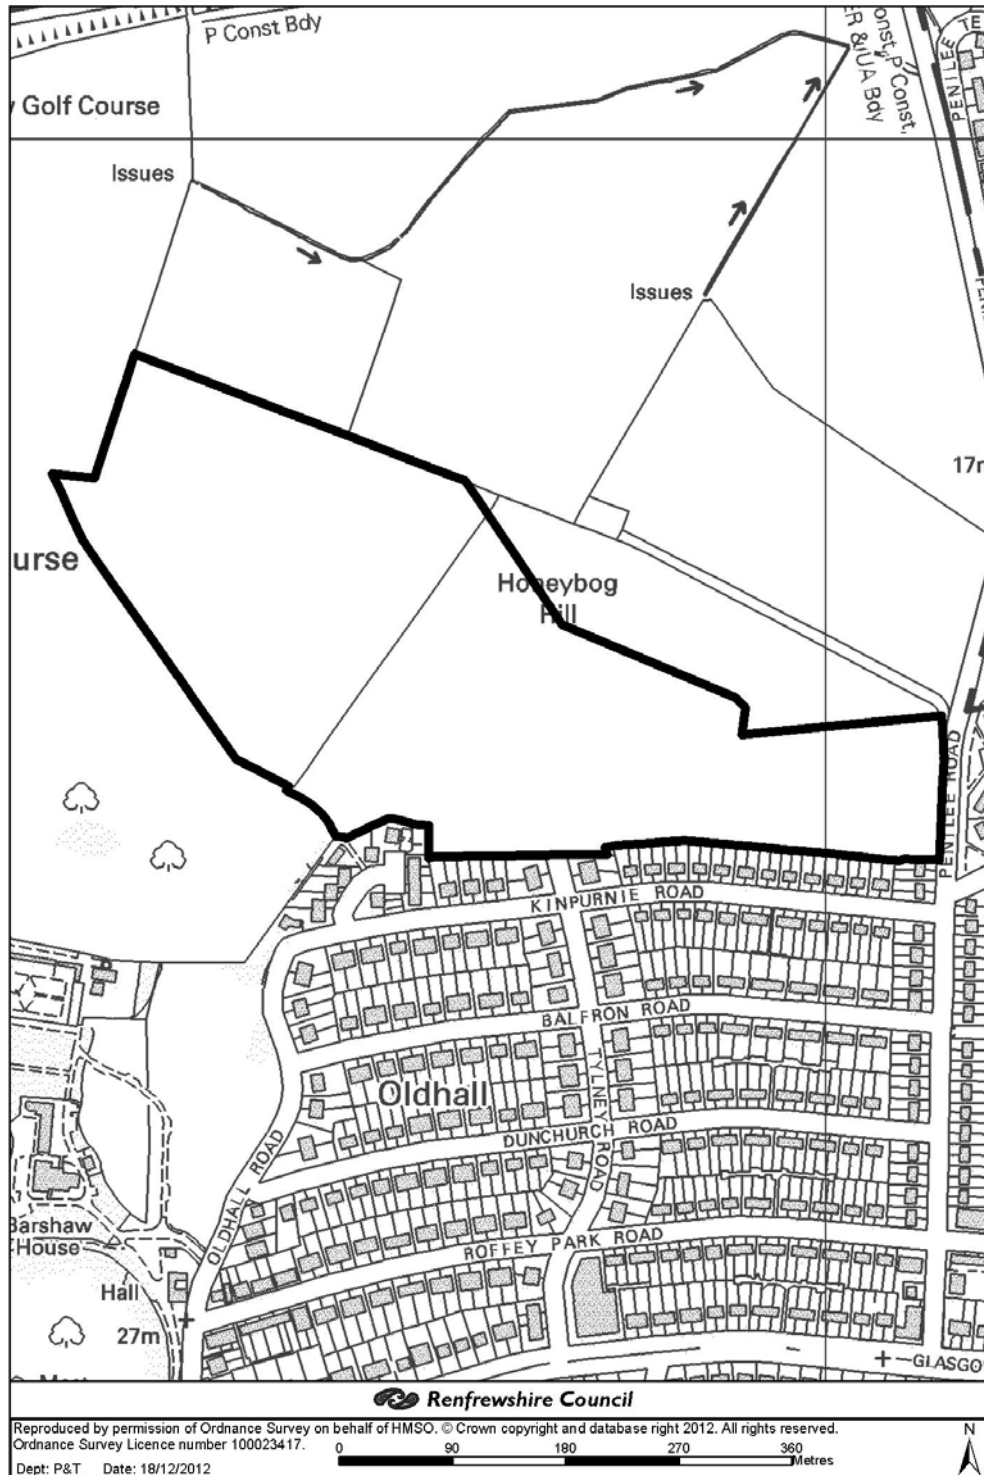 P Const Bdy
Const, P Const,
ER & UA Bdy
PENILEE TE
Golf Course
Issues
Issues
17m
urse
Honeybog
Hill
PENILEE ROAD
KINPURNIE ROAD
BALFRON ROAD
Oldhall
TYLNEY ROAD
DUNCHURCH ROAD
OLDHALL ROAD
ROFFEY PARK ROAD
Barshaw
House
Hall
27m
GLASGO
Renfrewshire Council
Reproduced by permission of Ordnance Survey on behalf of HMSO. © Crown copyright and database right 2012. All rights reserved.
Ordnance Survey Licence number 100023417.
0 90 180 270 360
Metres
N
Dept: P&T Date: 18/12/2012